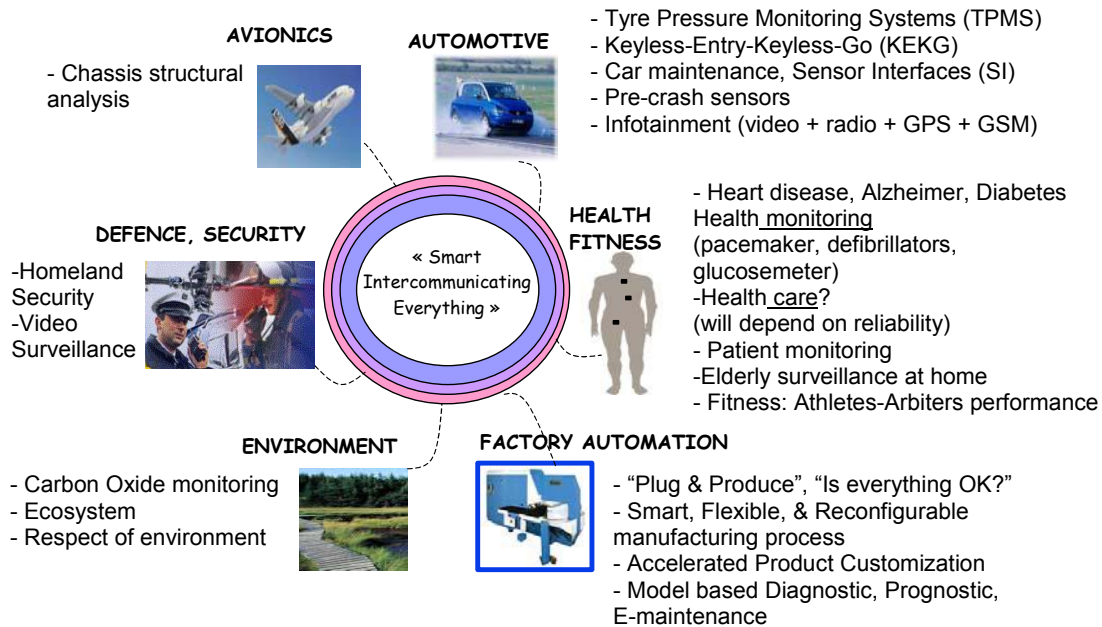 AVIONICS
- Chassis structural
analysis
AUTOMOTIVE
- Tyre Pressure Monitoring Systems (TPMS)
- Keyless-Entry-Keyless-Go (KEKG)
- Car maintenance, Sensor Interfaces (SI)
- Pre-crash sensors
- Infotainment (video + radio + GPS + GSM)
DEFENCE, SECURITY
-Homeland
Security
-Video
Surveillance
« Smart
Intercommunicating
Everything »
HEALTH
FITNESS
- Heart disease, Alzheimer, Diabetes
Health monitoring
(pacemaker, defibrillators,
glucosemeter)
-Health care?
(will depend on reliability)
- Patient monitoring
-Elderly surveillance at home
- Fitness: Athletes-Arbiters performance
ENVIRONMENT
- Carbon Oxide monitoring
- Ecosystem
- Respect of environment
FACTORY AUTOMATION
- “Plug & Produce”, “Is everything OK?”
- Smart, Flexible, & Reconfigurable
manufacturing process
- Accelerated Product Customization
- Model based Diagnostic, Prognostic,
E-maintenance